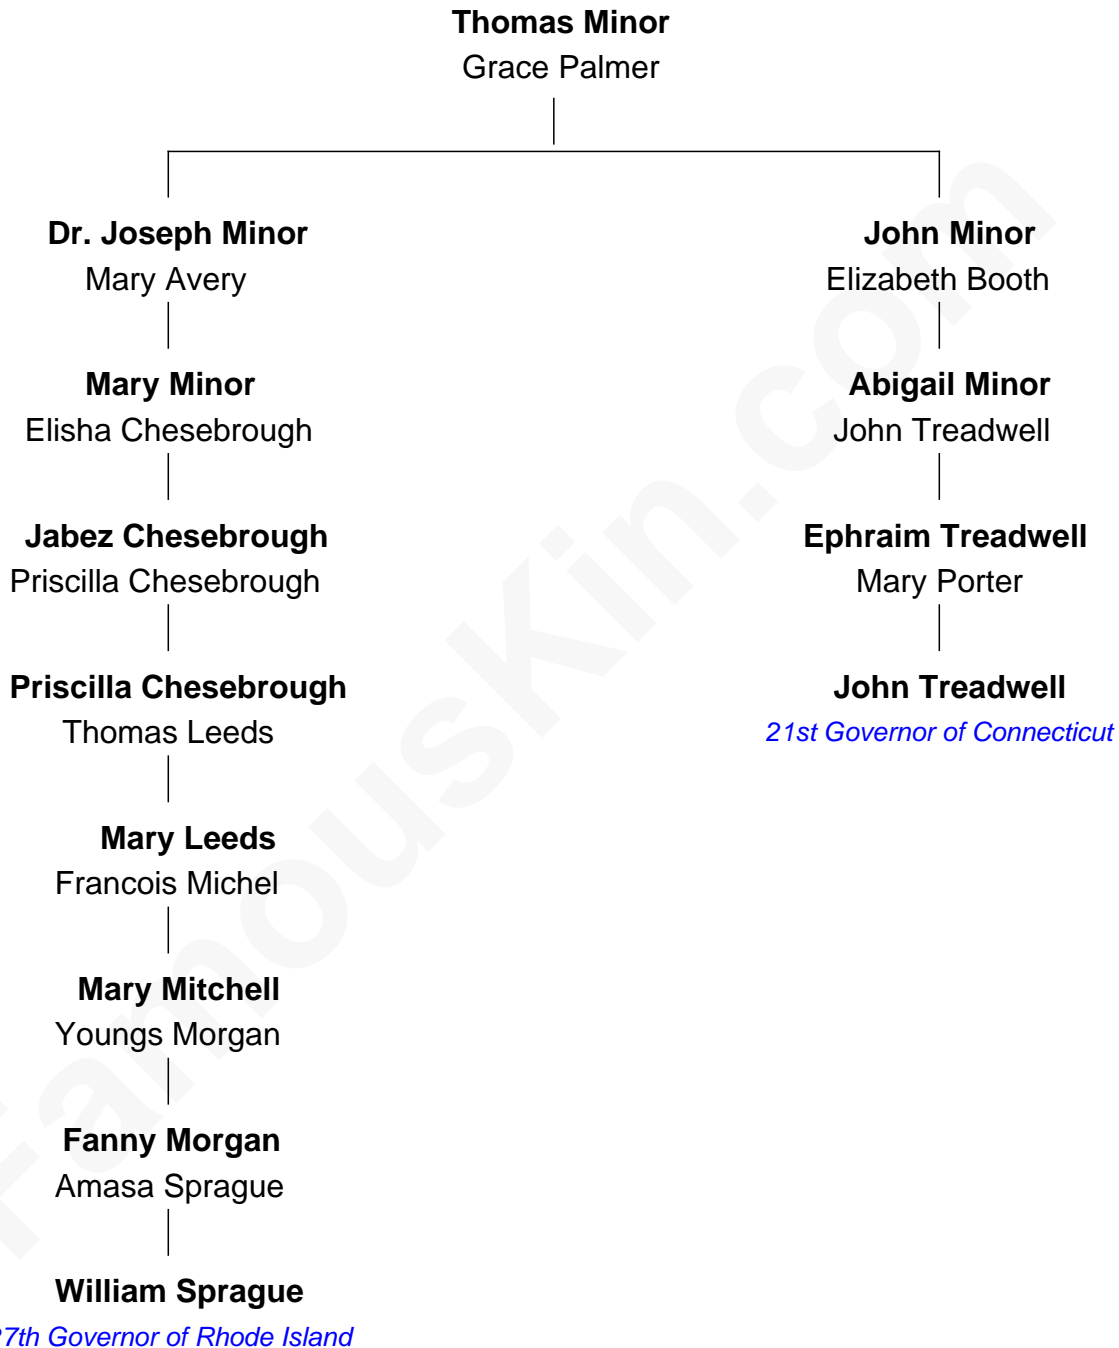 Thomas Minor
Grace Palmer
Dr. Joseph Minor
Mary Avery
John Minor
Elizabeth Booth
Mary Minor
Elisha Chesebrough
Abigail Minor
John Treadwell
Jabez Chesebrough
Priscilla Chesebrough
Ephraim Treadwell
Mary Porter
Priscilla Chesebrough
Thomas Leeds
John Treadwell
21st Governor of Connecticut
Mary Leeds
Francois Michel
Mary Mitchell
Youngs Morgan
Fanny Morgan
Amasa Sprague
William Sprague
7th Governor of Rhode Island
FamousKin.com